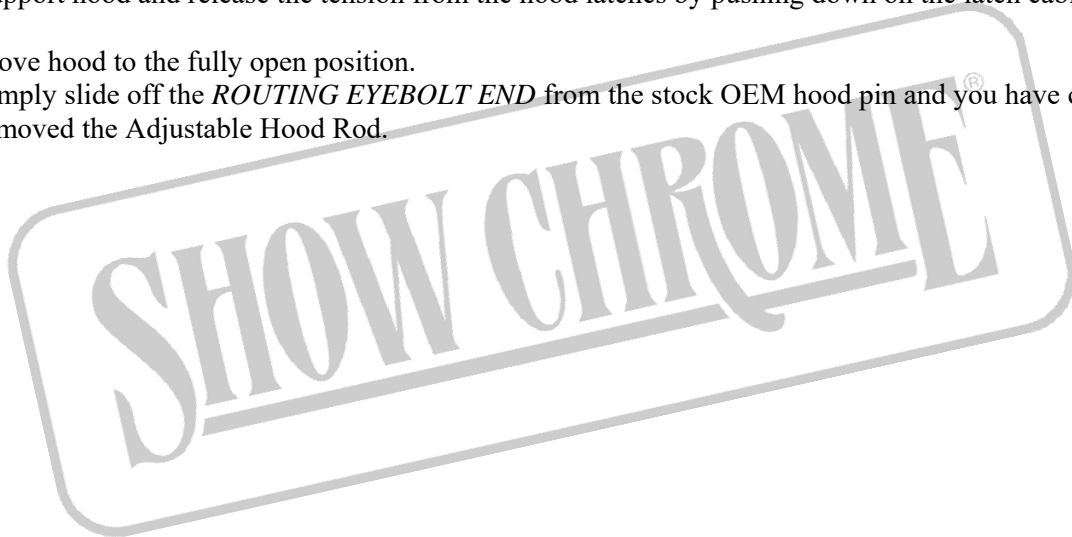 pport hood and release the tension from the hood latches by pushing down on the latch cabl
ove hood to the fully open position.
mply slide off the ROUTING EYEBOLT END from the stock OEM hood pin and you have c
moved the Adjustable Hood Rod.
SHOW CHROME®